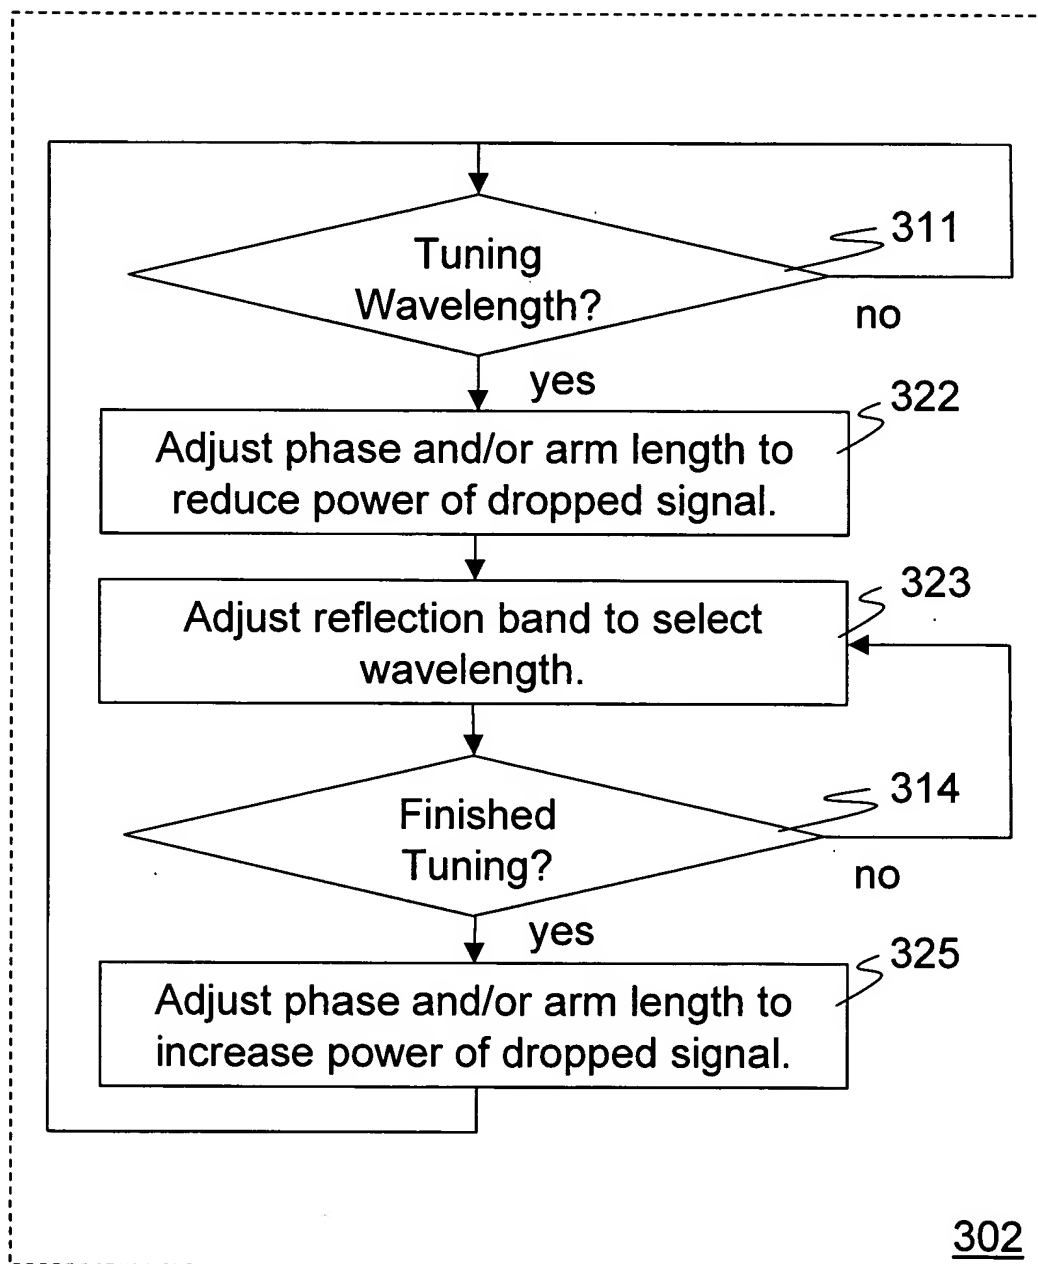 311
Tuning
Wavelength?
no
yes
322
Adjust phase and/or arm length to
reduce power of dropped signal.
323
Adjust reflection band to select
wavelength.
314
Finished
Tuning?
no
yes
325
Adjust phase and/or arm length to
increase power of dropped signal.
302